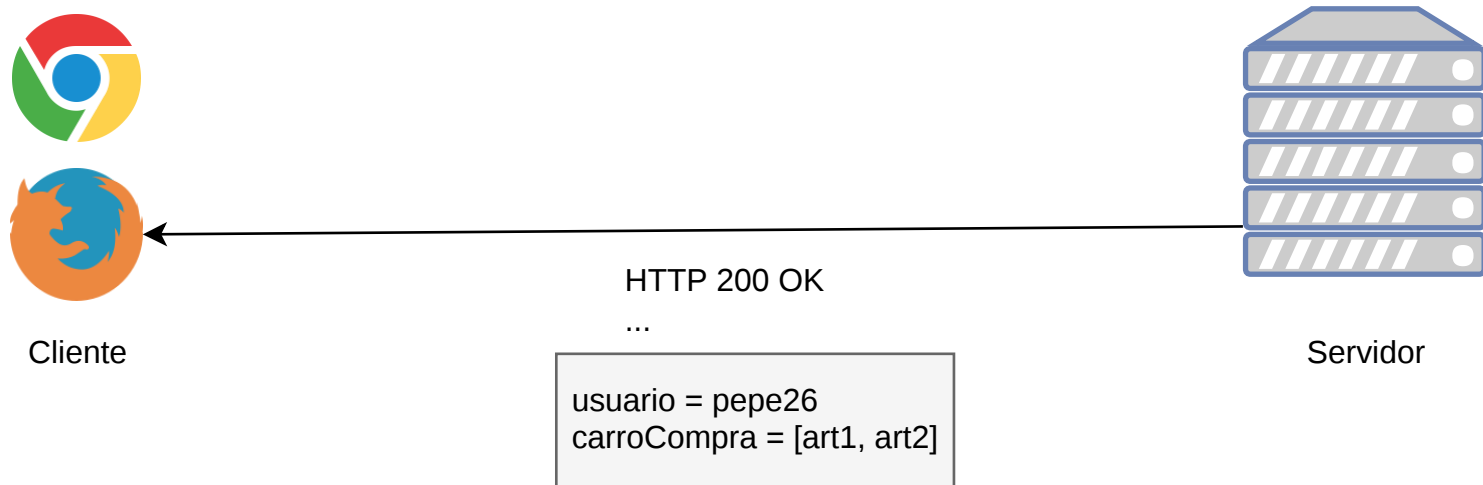 HTTP 200 OK
...
Cliente
Servidor
usuario = pepe26
carroCompra = [art1, art2]